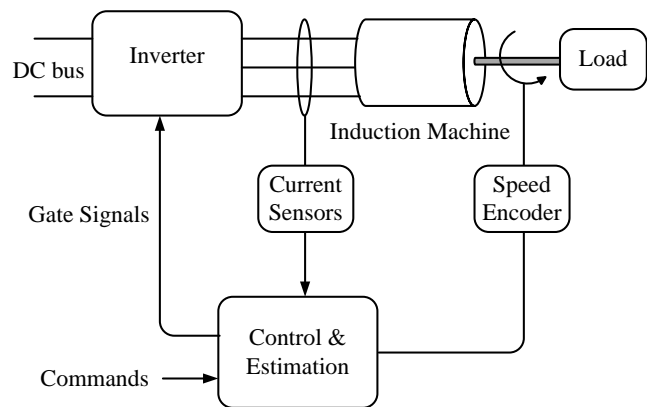 DC bus
Inverter
Load
Induction Machine
Current
Sensors
Speed
Encoder
Gate Signals
Control &
Estimation
Commands